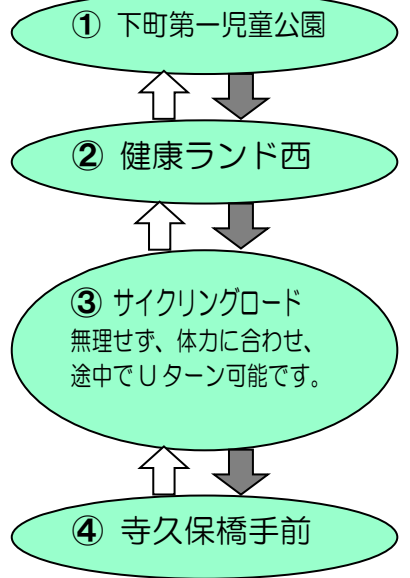 ① 下町第一児童公園
② 健康ランド西
③ サイクリングロード
無理せず、体力に合わせ、
途中でUターン可能です。
④ 寺久保橋手前